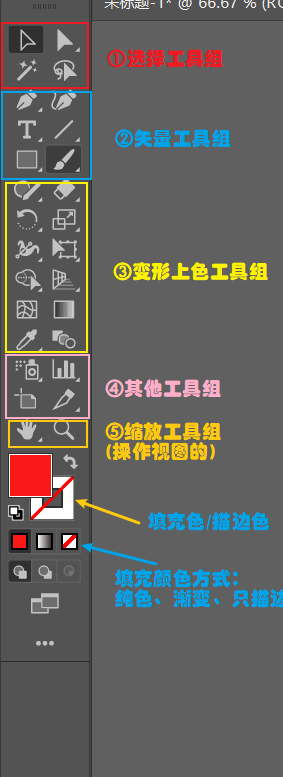 未标题-1* @ 66.67 % (RG
①选择工具组
②矢量工具组
③变形上色工具组
④其他工具组
⑤缩放工具组
(操作视图的)
填充色/描边色
填充颜色方式：
纯色、渐变、只描边